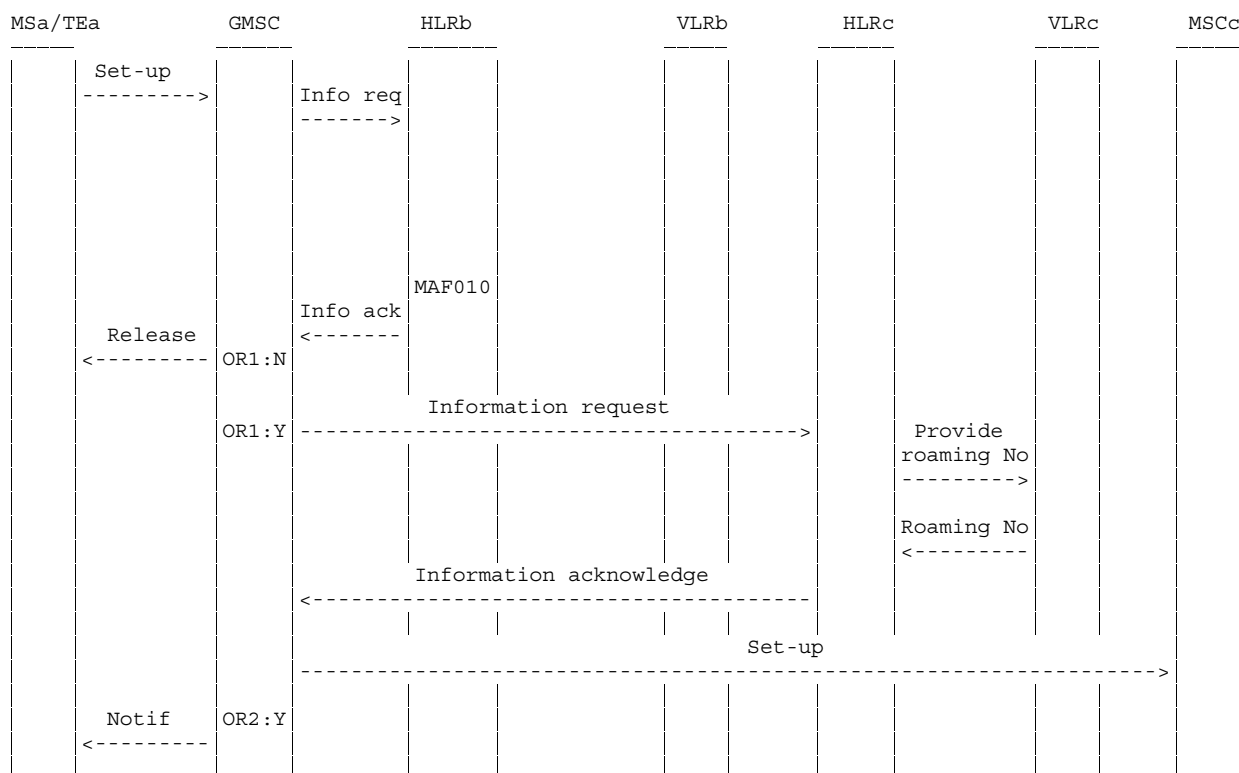 MSa/TEa GMSC HLRb VLRb HLRc VLRc MSCc
Set-up
---------> Info req
------->
MAF010
Info ack
Release <-------
<--------- OR1:N
Information request
OR1:Y ---------------------------------------> Provide
roaming No
--------->
Roaming No
<---------
Information acknowledge
<---------------------------------------
Set-up
------------------------------------------------------------------->
Notif OR2:Y
<---------